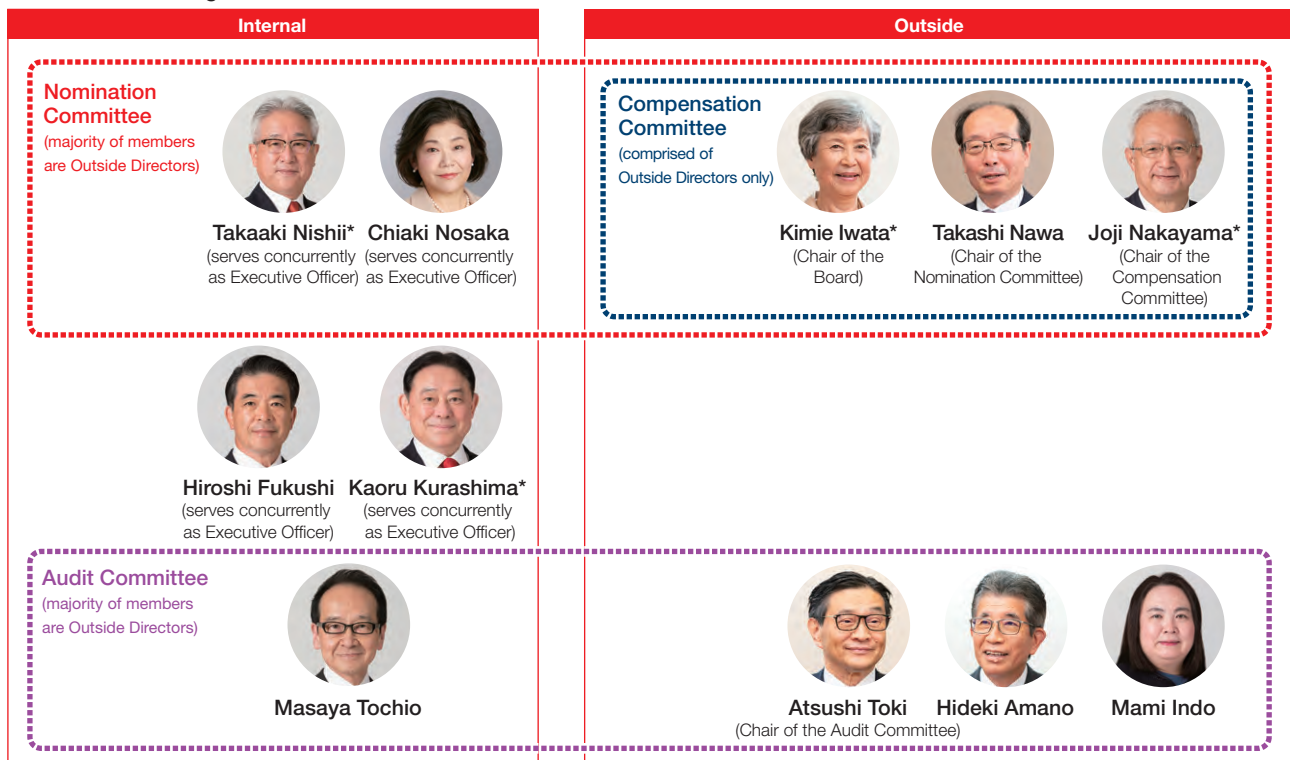 Internal
Outside
Nomination
Committee
(majority of members
are Outside Directors)
Takaaki Nishii*
(serves concurrently
as Executive Officer)
Chiaki Nosaka
(serves concurrently
as Executive Officer)
Compensation
Committee
(comprised of
Outside Directors only)
Kimie Iwata*
(Chair of the
Board)
Takashi Nawa
(Chair of the
Nomination Committee)
Joji Nakayama*
(Chair of the
Compensation
Committee)
Hiroshi Fukushi
(serves concurrently
as Executive Officer)
Kaoru Kurashima*
(serves concurrently
as Executive Officer)
Audit Committee
(majority of members
are Outside Directors)
Masaya Tochio
Atsushi Toki
(Chair of the Audit Committee)
Hideki Amano
Mami Indo